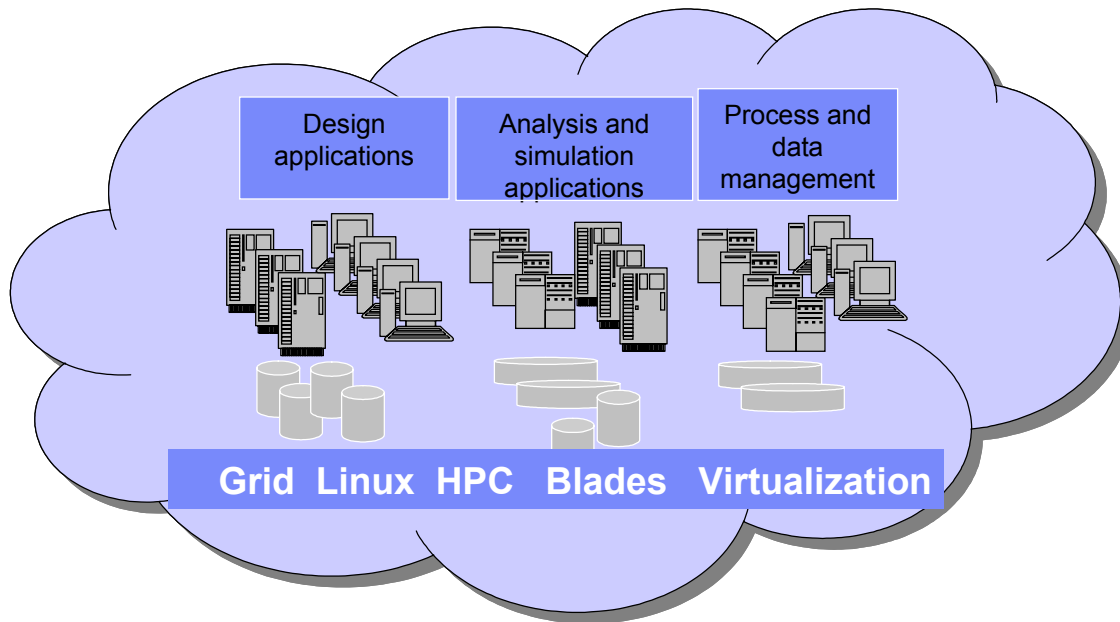 Design
applications
Analysis and
simulation
applications
Process and
data
management
Grid Linux HPC Blades Virtualization